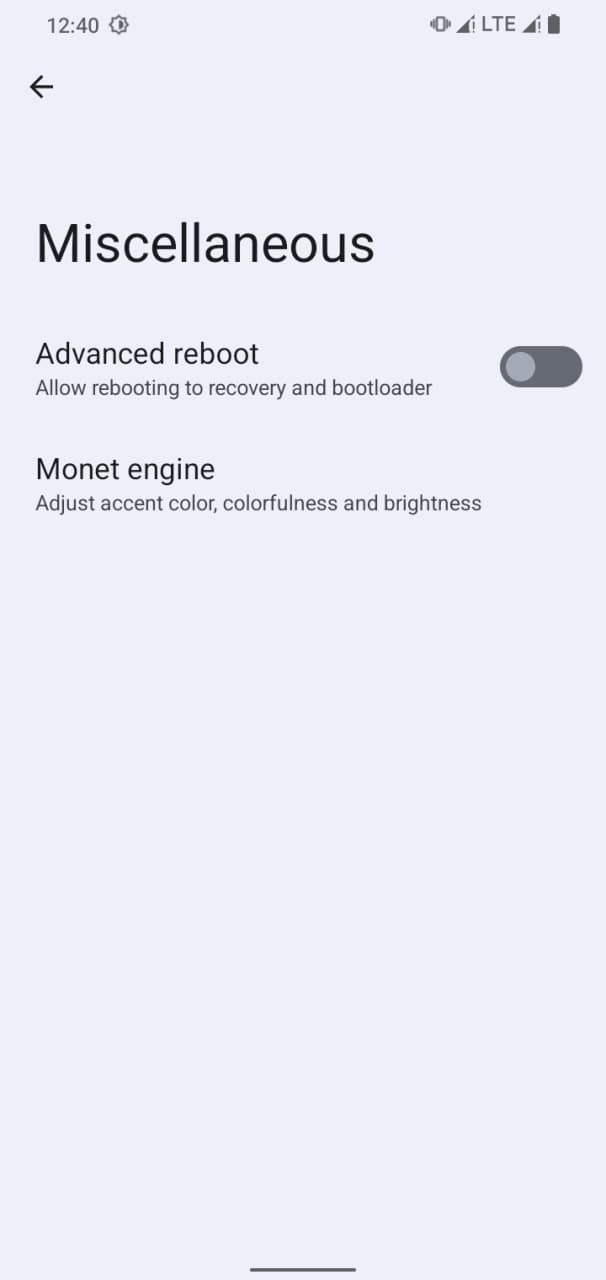 12:40
LTE
Miscellaneous
Advanced reboot
Allow rebooting to recovery and bootloader
Monet engine
Adjust accent color, colorfulness and brightness